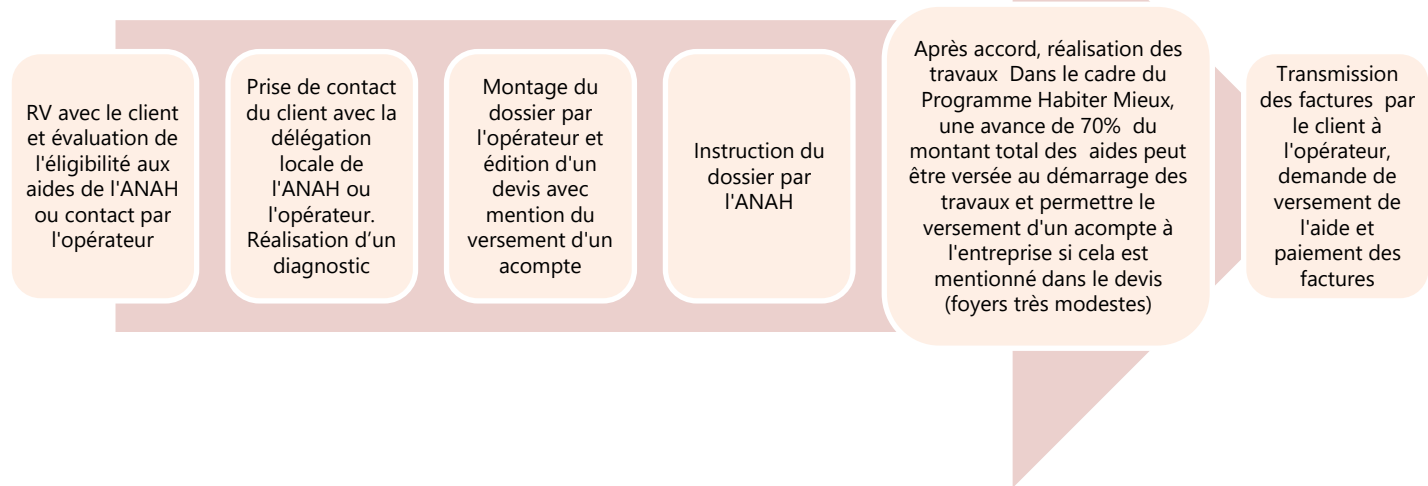 RV avec le client
et évaluation de
l'éligibilité aux
aides de l'ANAH
ou contact par
l'opérateur
Prise de contact
du client avec la
délégation
locale de
l'ANAH ou
l'opérateur.
Réalisation d’un
diagnostic
Montage du
dossier par
l'opérateur et
édition d'un
devis avec
mention du
versement d'un
acompte
Instruction du
dossier par
l'ANAH
Après accord, réalisation des
travaux  Dans le cadre du
Programme Habiter Mieux,
une avance de 70%  du
montant total des  aides peut
être versée au démarrage des
travaux et permettre le
versement d'un acompte à
l'entreprise si cela est
mentionné dans le devis
(foyers très modestes)
Transmission
des factures  par
le client à
l'opérateur,
demande de
versement de
l'aide et
paiement des
factures